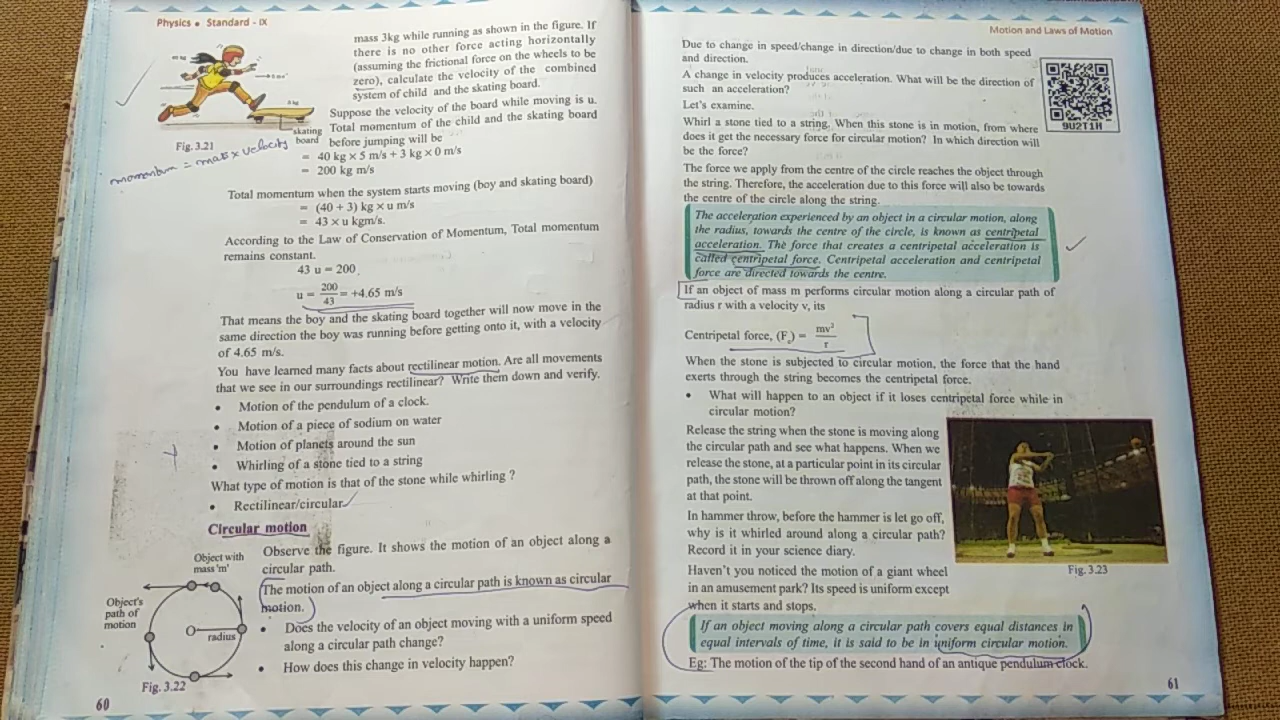 Physics • Standard - IX
mass 3kg while running as shown in the figure. If
there is no other force acting horizontally
(assuming the frictional force on the wheels to be
zero), calculate the velocity of the combined
system of child and the skating board.
Suppose the velocity of the board while moving is u.
Total momentum of the child and the skating board
before jumping will be
= 40 kg × 5 m/s + 3 kg × 0 m/s
= 200 kg m/s
skating
board
Fig. 3.21
momentum = mass × velocity
Total momentum when the system starts moving (boy and skating board)
= (40 + 3) kg × u m/s
= 43 × u kgm/s.
According to the Law of Conservation of Momentum, Total momentum
remains constant.
43 u = 200
u = 200/43 = +4.65 m/s
That means the boy and the skating board together will now move in the
same direction the boy was running before getting onto it, with a velocity
of 4.65 m/s.
You have learned many facts about rectilinear motion. Are all movements
that we see in our surroundings rectilinear? Write them down and verify.
• Motion of the pendulum of a clock.
• Motion of a piece of sodium on water
• Motion of planets around the sun
• Whirling of a stone tied to a string
What type of motion is that of the stone while whirling ?
• Rectilinear/circular
Circular motion
Object with
mass 'm'
Object's
path of
motion
O
radius
Fig. 3.22
Observe the figure. It shows the motion of an object along a
circular path.
The motion of an object along a circular path is known as circular
motion.
• Does the velocity of an object moving with a uniform speed
along a circular path change?
• How does this change in velocity happen?
60
Motion and Laws of Motion
Due to change in speed/change in direction/due to change in both speed
and direction.
A change in velocity produces acceleration. What will be the direction of
such an acceleration?
Let's examine.
Whirl a stone tied to a string. When this stone is in motion, from where
does it get the necessary force for circular motion? In which direction will
be the force?
9U2T1H
The force we apply from the centre of the circle reaches the object through
the string. Therefore, the acceleration due to this force will also be towards
the centre of the circle along the string.
The acceleration experienced by an object in a circular motion, along
the radius, towards the centre of the circle, is known as centripetal
acceleration. The force that creates a centripetal acceleration is
called centripetal force. Centripetal acceleration and centripetal
force are directed towards the centre.
If an object of mass m performs circular motion along a circular path of
radius r with a velocity v, its
Centripetal force, (Fc) = mv²/r
When the stone is subjected to circular motion, the force that the hand
exerts through the string becomes the centripetal force.
• What will happen to an object if it loses centripetal force while in
circular motion?
Release the string when the stone is moving along
the circular path and see what happens. When we
release the stone, at a particular point in its circular
path, the stone will be thrown off along the tangent
at that point.
In hammer throw, before the hammer is let go off,
why is it whirled around along a circular path?
Record it in your science diary.
Haven't you noticed the motion of a giant wheel
in an amusement park? Its speed is uniform except
when it starts and stops.
Fig. 3.23
If an object moving along a circular path covers equal distances in
equal intervals of time, it is said to be in uniform circular motion.
Eg: The motion of the tip of the second hand of an antique pendulum clock.
61